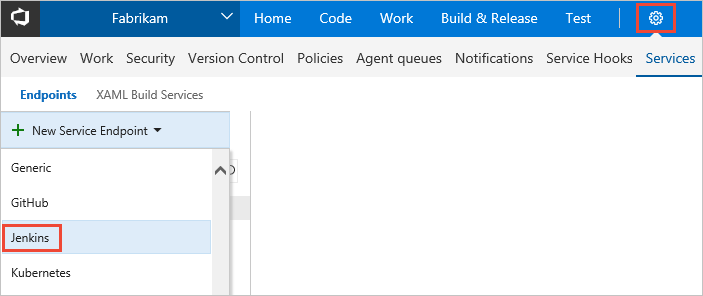 Fabrikam Home Code Work Build & Release Test
Overview Work Security Version Control Policies Agent queues Notifications Service Hooks Services
Endpoints XAML Build Services
New Service Endpoint
Generic
GitHub
Jenkins
Kubernetes